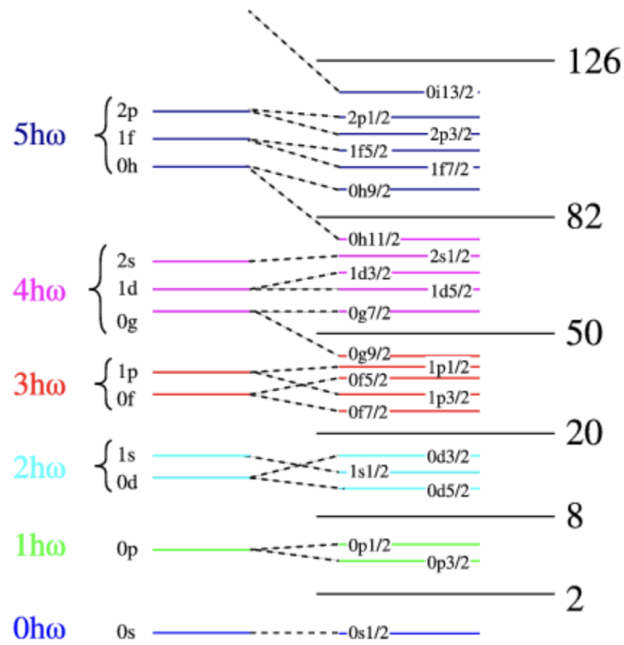 126
0i13/2
5hω
2p
1f
0h
2p1/2
2p3/2
1f5/2
1f7/2
0h9/2
82
0h11/2
4hω
2s
1d
0g
2s1/2
1d3/2
1d5/2
0g7/2
50
0g9/2
3hω
1p
0f
1p1/2
0f5/2
1p3/2
0f7/2
20
2hω
1s
0d
0d3/2
1s1/2
0d5/2
8
1hω
0p
0p1/2
0p3/2
2
0hω
0s
0s1/2